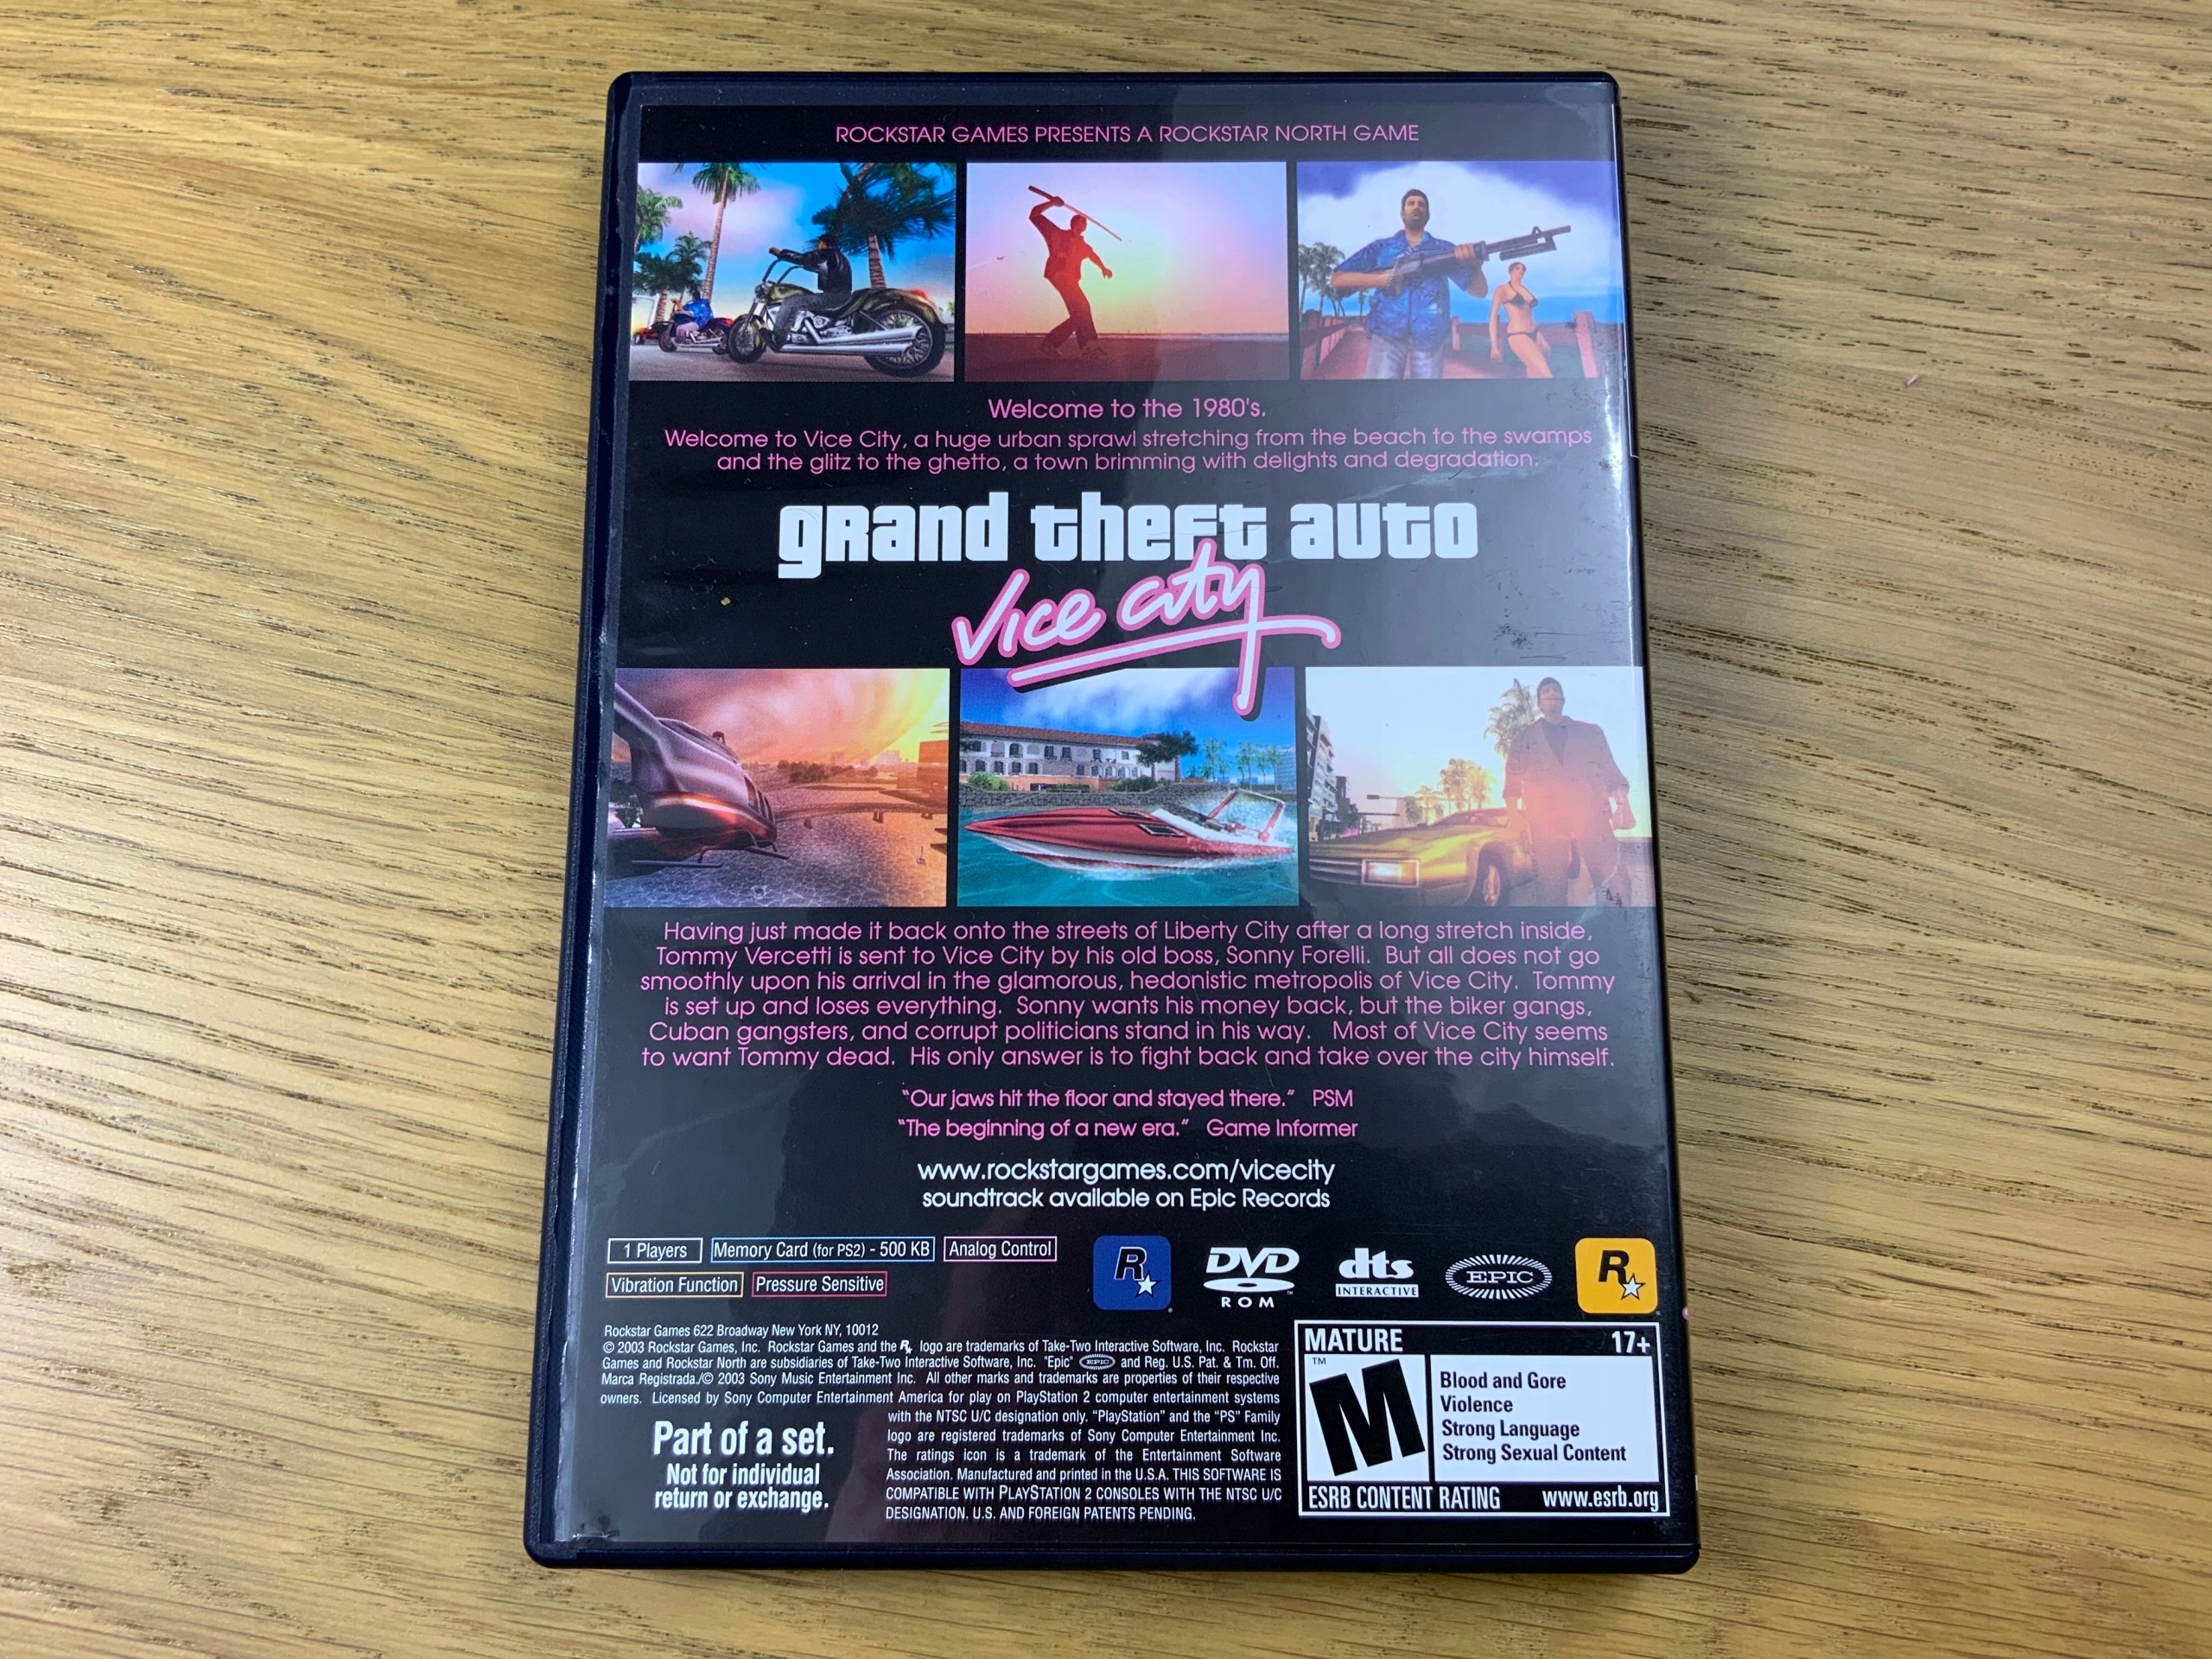 ROCKSTAR GAMES PRESENTS A ROCKSTAR NORTH GAME
Welcome to the 1980's.
Welcome to Vice City, a huge urban sprawl stretching from the beach to the swamps
and the glitz to the ghetto, a town brimming with delights and degradation.
grand theft auto
Vice City
Having just made it back onto the streets of Liberty City after a long stretch inside,
Tommy Vercetti is sent to Vice City by his old boss, Sonny Forelli. But all does not go
smoothly upon his arrival in the glamorous, hedonistic metropolis of Vice City. Tommy
is set up and loses everything. Sonny wants his money back, but the biker gangs,
Cuban gangsters, and corrupt politicians stand in his way. Most of Vice City seems
to want Tommy dead. His only answer is to fight back and take over the city himself.
"Our jaws hit the floor and stayed there." PSM
"The beginning of a new era." Game Informer
www.rockstargames.com/vicecity
soundtrack available on Epic Records
1 Players Memory Card (for PS2) - 500 KB Analog Control
Vibration Function Pressure Sensitive
R DVD ROM dts INTERACTIVE EPIC R
Rockstar Games 622 Broadway New York NY, 10012
© 2003 Rockstar Games, Inc. Rockstar Games and the R logo are trademarks of Take-Two Interactive Software, Inc. Rockstar
Games and Rockstar North are subsidiaries of Take-Two Interactive Software, Inc. "Epic" EPIC and Reg. U.S. Pat. & Tm. Off.
Marca Registrada./© 2003 Sony Music Entertainment Inc. All other marks and trademarks are properties of their respective
owners. Licensed by Sony Computer Entertainment America for play on PlayStation 2 computer entertainment systems
with the NTSC U/C designation only. "PlayStation" and the "PS" Family
logo are registered trademarks of Sony Computer Entertainment Inc.
The ratings icon is a trademark of the Entertainment Software
Association. Manufactured and printed in the U.S.A. THIS SOFTWARE IS
COMPATIBLE WITH PLAYSTATION 2 CONSOLES WITH THE NTSC U/C
DESIGNATION. U.S. AND FOREIGN PATENTS PENDING.
Part of a set.
Not for individual
return or exchange.
MATURE 17+
TM
M
Blood and Gore
Violence
Strong Language
Strong Sexual Content
ESRB CONTENT RATING www.esrb.org